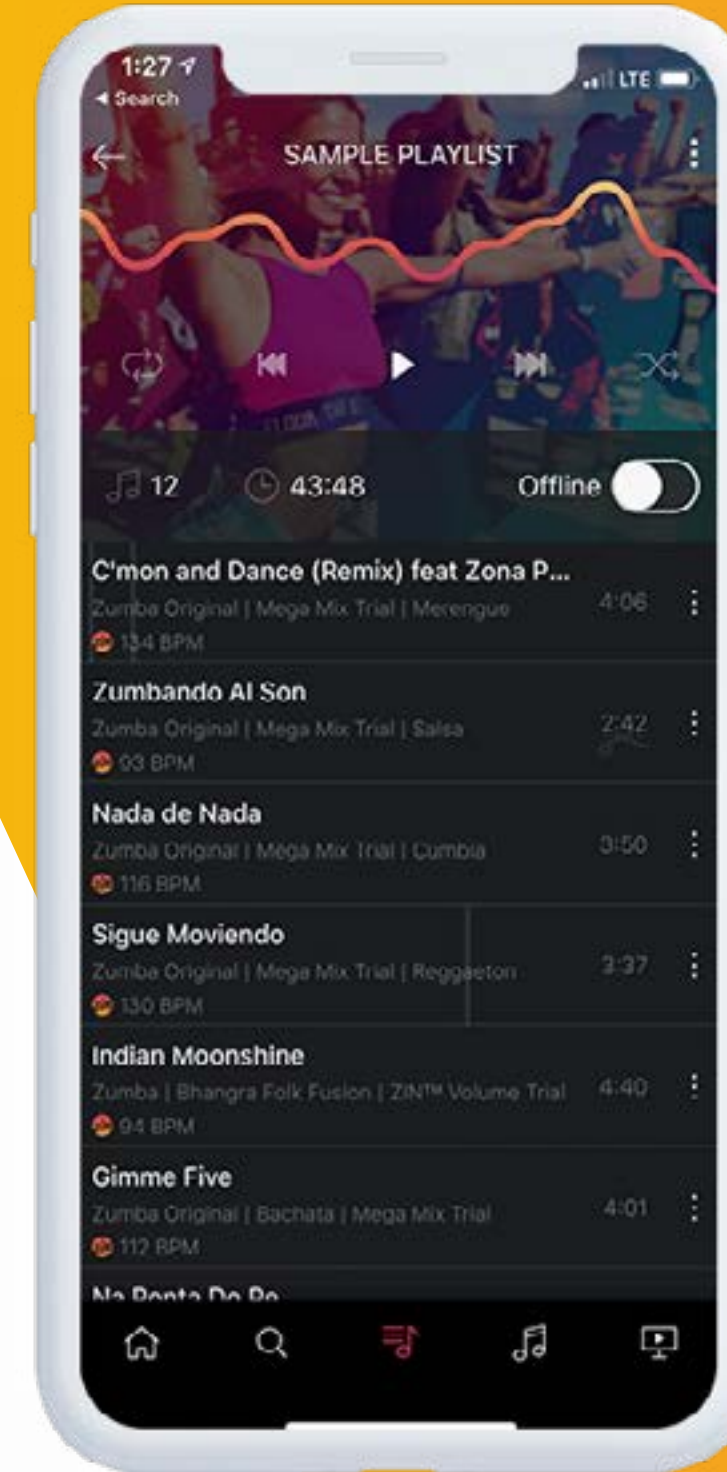 1:27
LTE
Search
SAMPLE PLAYLIST
12 43:48 Offline
C'mon and Dance (Remix) feat Zona P...
Zumba Original | Mega Mix Trial | Merengue 4:06
134 BPM
Zumbando Al Son
Zumba Original | Mega Mix Trial | Salsa 2:42
93 BPM
Nada de Nada
Zumba Original | Mega Mix Trial | Cumbia 3:50
116 BPM
Sigue Moviendo
Zumba Original | Mega Mix Trial | Reggaeton 3:37
130 BPM
Indian Moonshine
Zumba | Bhangra Folk Fusion | ZIN™ Volume Trial 4:40
94 BPM
Gimme Five
Zumba Original | Bachata | Mega Mix Trial 4:01
112 BPM
Na Ponta Do Pe